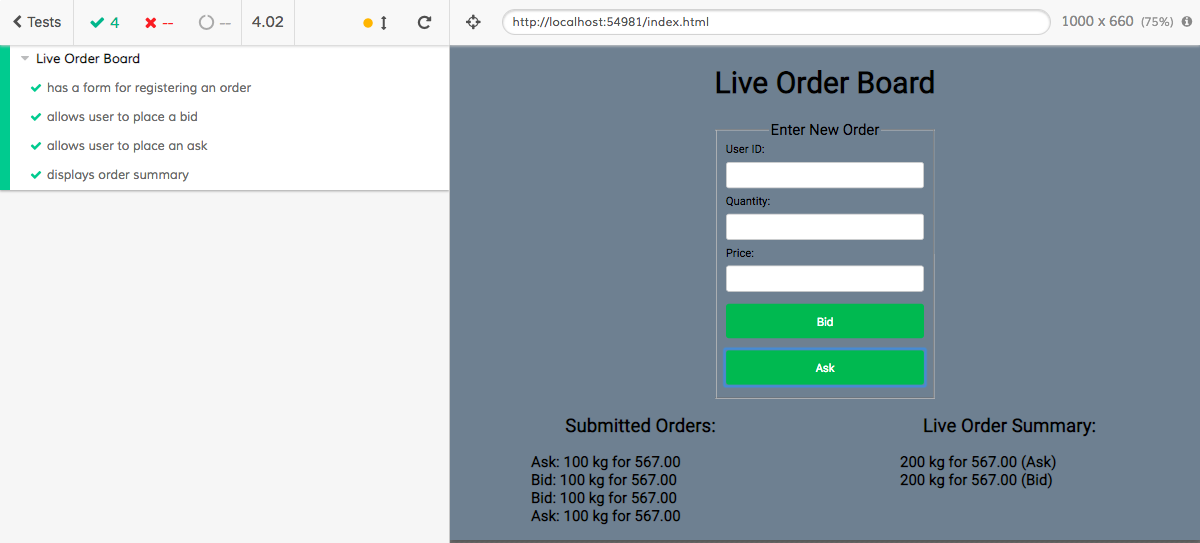 Tests 4 -- -- 4.02
Live Order Board
has a form for registering an order
allows user to place a bid
allows user to place an ask
displays order summary
http://localhost:54981/index.html 1000 x 660 (75%)
Live Order Board
Enter New Order
User ID:
Quantity:
Price:
Bid
Ask
Submitted Orders:
Ask: 100 kg for 567.00
Bid: 100 kg for 567.00
Bid: 100 kg for 567.00
Ask: 100 kg for 567.00
Live Order Summary:
200 kg for 567.00 (Ask)
200 kg for 567.00 (Bid)